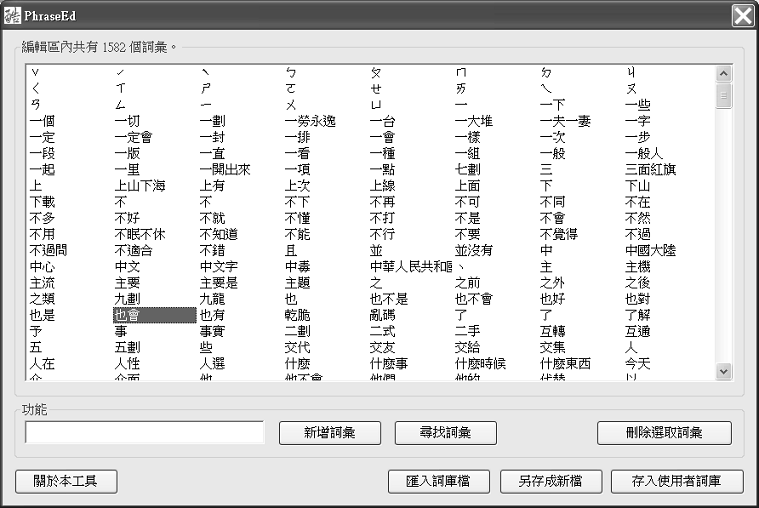 PhraseEd
編輯區內共有 1582 個詞彙。
ˇ ˊ ˋ ㄅ ㄆ ㄇ ㄉ ㄐ
ㄑ ㄒ ㄕ ㄛ ㄝ ㄞ ㄟ ㄡ
ㄢ ㄥ ㄧ ㄨ ㄩ 一 一下 一些
一個 一切 一劃 一勞永逸 一台 一大堆 一夫一妻 一字
一定 一定會 一封 一排 一會 一樣 一次 一步
一段 一版 一直 一看 一種 一組 一般 一般人
一起 一里 一開出來 一項 一點 七劃 三 三面紅旗
上 上山下海 上有 上次 上線 上面 下 下山
下載 不 不 不下 不再 不可 不同 不在
不多 不好 不就 不懂 不打 不是 不會 不然
不用 不眠不休 不知道 不能 不行 不要 不覺得 不過
不過問 不適合 不錯 且 並 並沒有 中 中國大陸
中心 中文 中文字 中毒 中華人民共和 丶 主 主機
主流 主要 主要是 主題 之 之前 之外 之後
之類 九劃 九龍 也 也不是 也不會 也好 也對
也是 也會 也有 乾脆 亂碼 了 了 了解
予 事 事實 二劃 二式 二手 互轉 互通
五 五劃 些 交代 交友 交給 交集 人
人在 人性 人選 什麼 什麼事 什麼時候 什麼東西 今天
介 介面 他 他不會 他們 他的 代替 以
功能
新增詞彙 尋找詞彙 刪除選取詞彙
關於本工具 匯入詞庫檔 另存成新檔 存入使用者詞庫